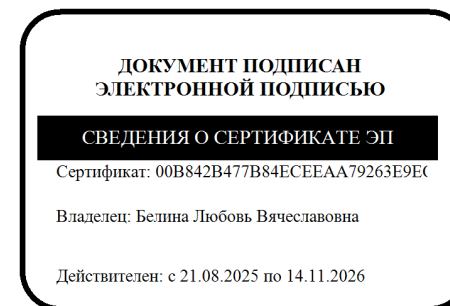 ДОКУМЕНТ ПОДПИСАН
ЭЛЕКТРОННОЙ ПОДПИСЬЮ
СВЕДЕНИЯ О СЕРТИФИКАТЕ ЭП
Сертификат: 00B842B477B84ECEEAA79263E9E
Владелец: Белина Любовь Вячеславовна
Действителен: с 21.08.2025 по 14.11.2026